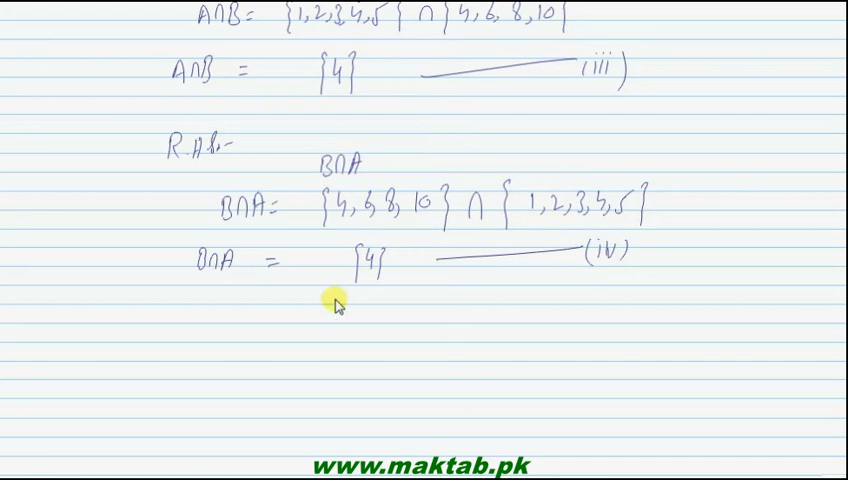 A∩B= {1,2,3,4,5} ∩ {4,6,8,10}
A∩B = {4} (iii)
R.H.S-
B∩A
B∩A= {4,6,8,10} ∩ {1,2,3,4,5}
B∩A = {4} (iv)
www.maktab.pk